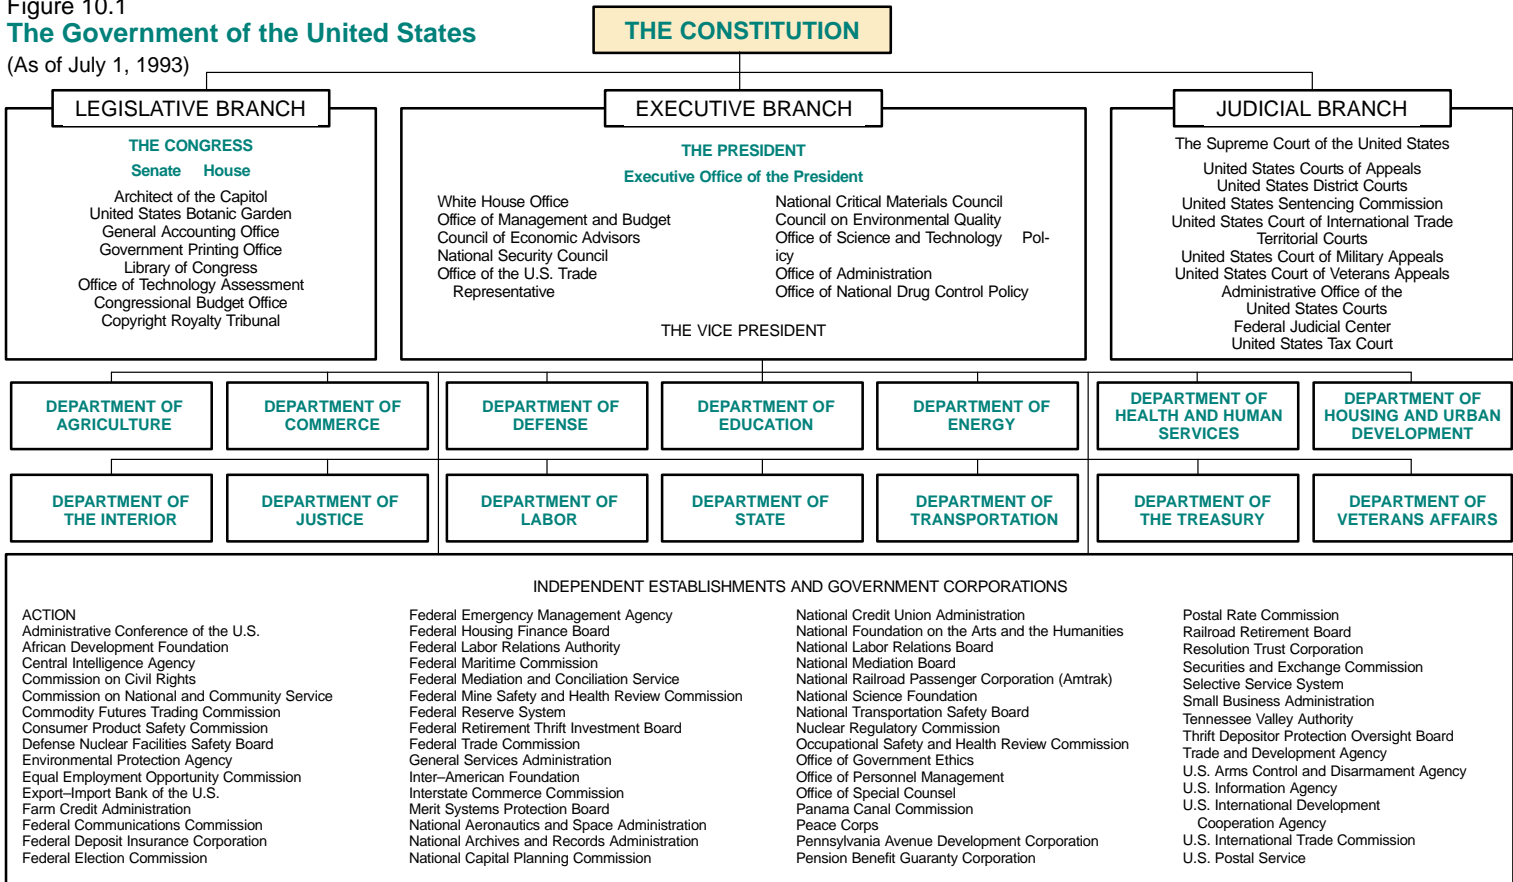 Figure 10.1
The Government of the United States
(As of July 1, 1993)
THE CONSTITUTION
LEGISLATIVE BRANCH
THE CONGRESS
Senate House
Architect of the Capitol
United States Botanic Garden
General Accounting Office
Government Printing Office
Library of Congress
Office of Technology Assessment
Congressional Budget Office
Copyright Royalty Tribunal
EXECUTIVE BRANCH
THE PRESIDENT
Executive Office of the President
White House Office
Office of Management and Budget
Council of Economic Advisors
National Security Council
Office of the U.S. Trade
Representative
National Critical Materials Council
Council on Environmental Quality
Office of Science and Technology Pol-
icy
Office of Administration
Office of National Drug Control Policy
THE VICE PRESIDENT
JUDICIAL BRANCH
The Supreme Court of the United States
United States Courts of Appeals
United States District Courts
United States Sentencing Commission
United States Court of International Trade
Territorial Courts
United States Court of Military Appeals
United States Court of Veterans Appeals
Administrative Office of the
United States Courts
Federal Judicial Center
United States Tax Court
DEPARTMENT OF
AGRICULTURE
DEPARTMENT OF
COMMERCE
DEPARTMENT OF
DEFENSE
DEPARTMENT OF
EDUCATION
DEPARTMENT OF
ENERGY
DEPARTMENT OF
HEALTH AND HUMAN
SERVICES
DEPARTMENT OF
HOUSING AND URBAN
DEVELOPMENT
DEPARTMENT OF
THE INTERIOR
DEPARTMENT OF
JUSTICE
DEPARTMENT OF
LABOR
DEPARTMENT OF
STATE
DEPARTMENT OF
TRANSPORTATION
DEPARTMENT OF
THE TREASURY
DEPARTMENT OF
VETERANS AFFAIRS
INDEPENDENT ESTABLISHMENTS AND GOVERNMENT CORPORATIONS
ACTION
Administrative Conference of the U.S.
African Development Foundation
Central Intelligence Agency
Commission on Civil Rights
Commission on National and Community Service
Commodity Futures Trading Commission
Consumer Product Safety Commission
Defense Nuclear Facilities Safety Board
Environmental Protection Agency
Equal Employment Opportunity Commission
Export–Import Bank of the U.S.
Farm Credit Administration
Federal Communications Commission
Federal Deposit Insurance Corporation
Federal Election Commission
Federal Emergency Management Agency
Federal Housing Finance Board
Federal Labor Relations Authority
Federal Maritime Commission
Federal Mediation and Conciliation Service
Federal Mine Safety and Health Review Commission
Federal Reserve System
Federal Retirement Thrift Investment Board
Federal Trade Commission
General Services Administration
Inter–American Foundation
Interstate Commerce Commission
Merit Systems Protection Board
National Aeronautics and Space Administration
National Archives and Records Administration
National Capital Planning Commission
National Credit Union Administration
National Foundation on the Arts and the Humanities
National Labor Relations Board
National Mediation Board
National Railroad Passenger Corporation (Amtrak)
National Science Foundation
National Transportation Safety Board
Nuclear Regulatory Commission
Occupational Safety and Health Review Commission
Office of Government Ethics
Office of Personnel Management
Office of Special Counsel
Panama Canal Commission
Peace Corps
Pennsylvania Avenue Development Corporation
Pension Benefit Guaranty Corporation
Postal Rate Commission
Railroad Retirement Board
Resolution Trust Corporation
Securities and Exchange Commission
Selective Service System
Small Business Administration
Tennessee Valley Authority
Thrift Depositor Protection Oversight Board
Trade and Development Agency
U.S. Arms Control and Disarmament Agency
U.S. Information Agency
U.S. International Development
Cooperation Agency
U.S. International Trade Commission
U.S. Postal Service